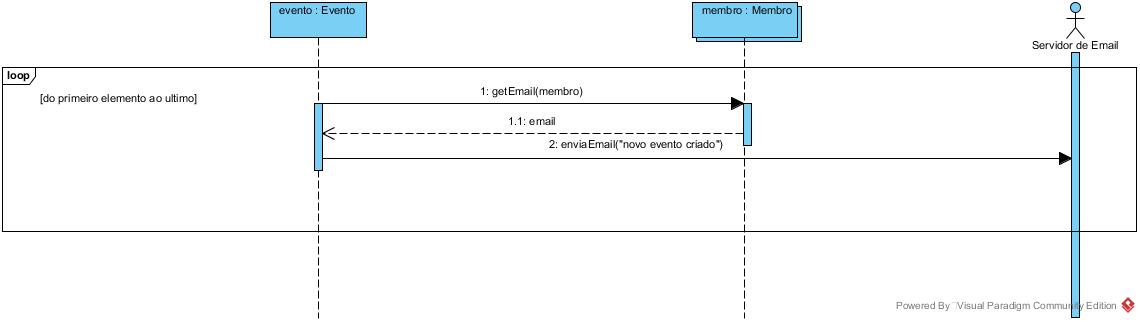 evento : Evento
membro : Membro
Servidor de Email
loop
[do primeiro elemento ao ultimo]
1: getEmail(membro)
1.1: email
2: enviaEmail("novo evento criado")
Powered By Visual Paradigm Community Edition